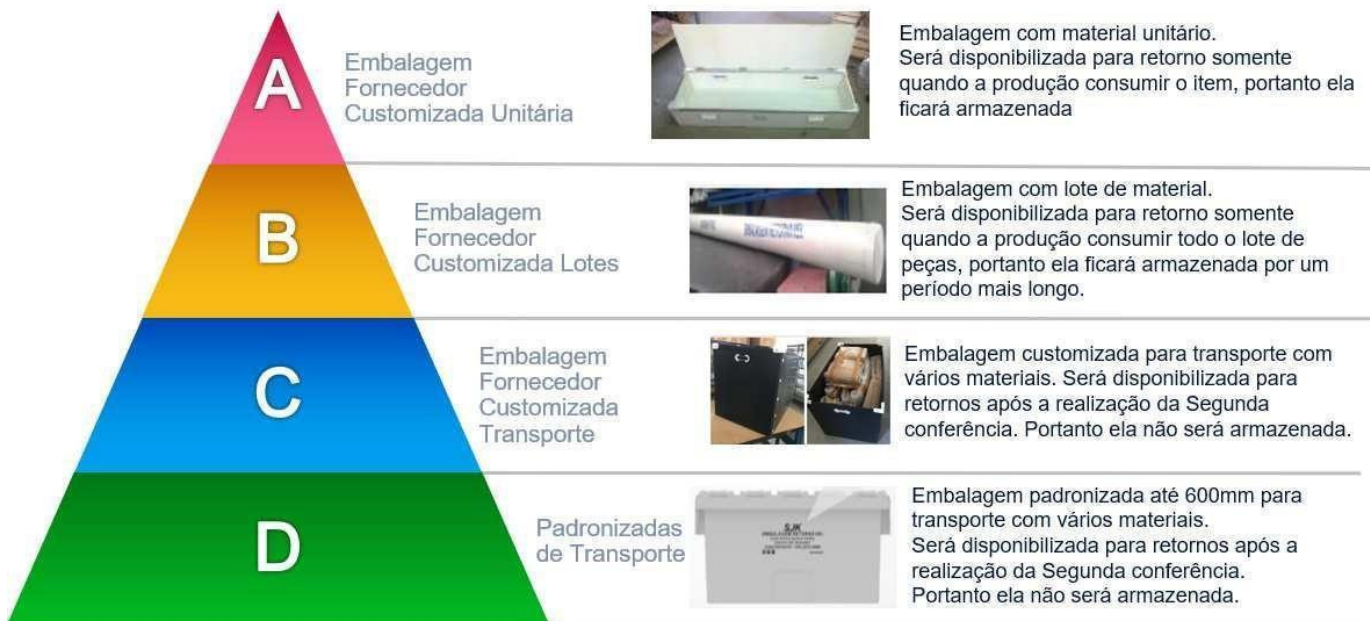 A
Embalagem
Fornecedor
Customizada Unitária
Embalagem com material unitário.
Será disponibilizada para retorno somente
quando a produção consumir o item, portanto ela
ficará armazenada
B
Embalagem
Fornecedor
Customizada Lotes
Embalagem com lote de material.
Será disponibilizada para retorno somente
quando a produção consumir todo o lote de
peças, portanto ela ficará armazenada por um
período mais longo.
C
Embalagem
Fornecedor
Customizada
Transporte
Embalagem customizada para transporte com
vários materiais. Será disponibilizada para
retornos após a realização da Segunda
conferência. Portanto ela não será armazenada.
D
Padronizadas
de Transporte
SJK
Embalagem padronizada até 600mm para
transporte com vários materiais.
Será disponibilizada para retornos após a
realização da Segunda conferência.
Portanto ela não será armazenada.